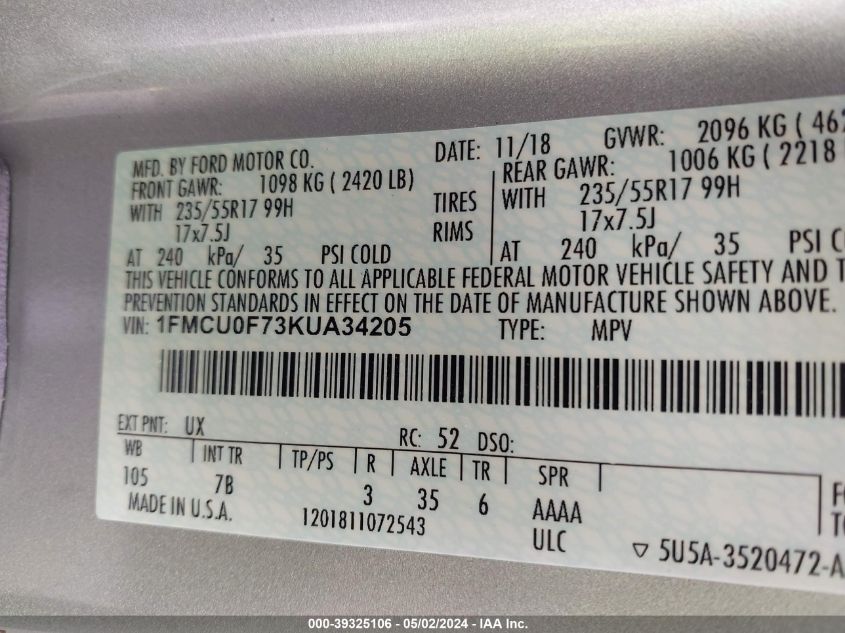 MFD. BY FORD MOTOR CO. DATE: 11/18 GVWR: 2096 KG ( 462
FRONT GAWR: 1098 KG ( 2420 LB) REAR GAWR: 1006 KG ( 2218
WITH 235/55R17 99H TIRES WITH 235/55R17 99H
17x7.5J RIMS 17x7.5J
AT 240 kPa/ 35 PSI COLD AT 240 kPa/ 35 PSI C
THIS VEHICLE CONFORMS TO ALL APPLICABLE FEDERAL MOTOR VEHICLE SAFETY AND T
PREVENTION STANDARDS IN EFFECT ON THE DATE OF MANUFACTURE SHOWN ABOVE.
VIN: 1FMCU0F73KUA34205 TYPE: MPV
EXT PNT: UX RC: 52 DSO:
WB INT TR TP/PS R AXLE TR SPR
105 7B 3 35 6 AAAA
MADE IN U.S.A. 1201811072543 ULC
▽ 5U5A-3520472-A
000-39325106 - 05/02/2024 - IAA Inc.